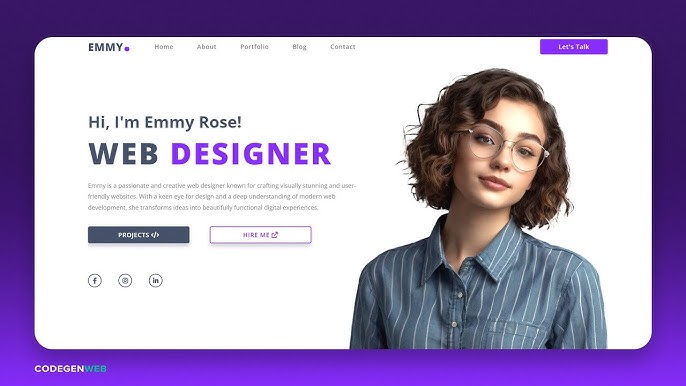 EMMY.
Home About Portfolio Blog Contact
Let's Talk
Hi, I'm Emmy Rose!
WEB DESIGNER
Emmy is a passionate and creative web designer known for crafting visually stunning and user-
friendly websites. With a keen eye for design and a deep understanding of modern web
development, she transforms ideas into beautifully functional digital experiences.
PROJECTS </>
HIRE ME
f
in
CODEGENWEB